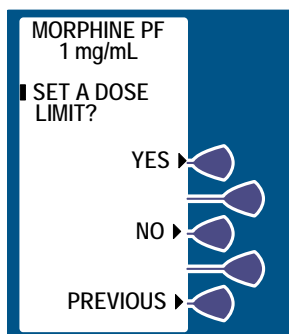 MORPHINE PF
1 mg/mL
SET A DOSE
LIMIT?
YES
NO
PREVIOUS